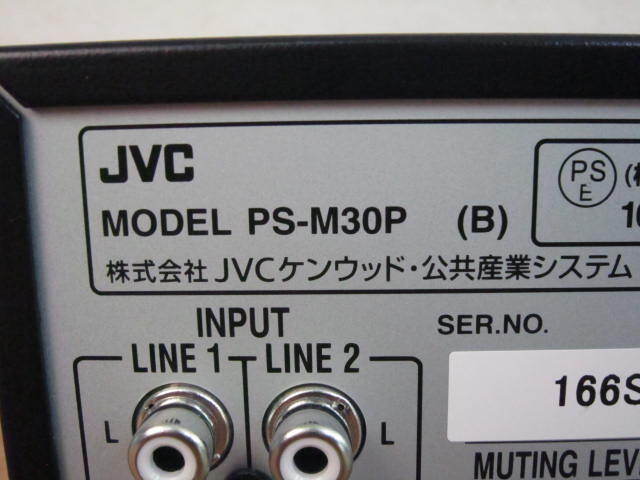 JVC
MODEL PS-M30P (B)
PS
E
株式会社 JVCケンウッド・公共産業システム
INPUT
SER.NO.
LINE 1 LINE 2
L L
MUTING